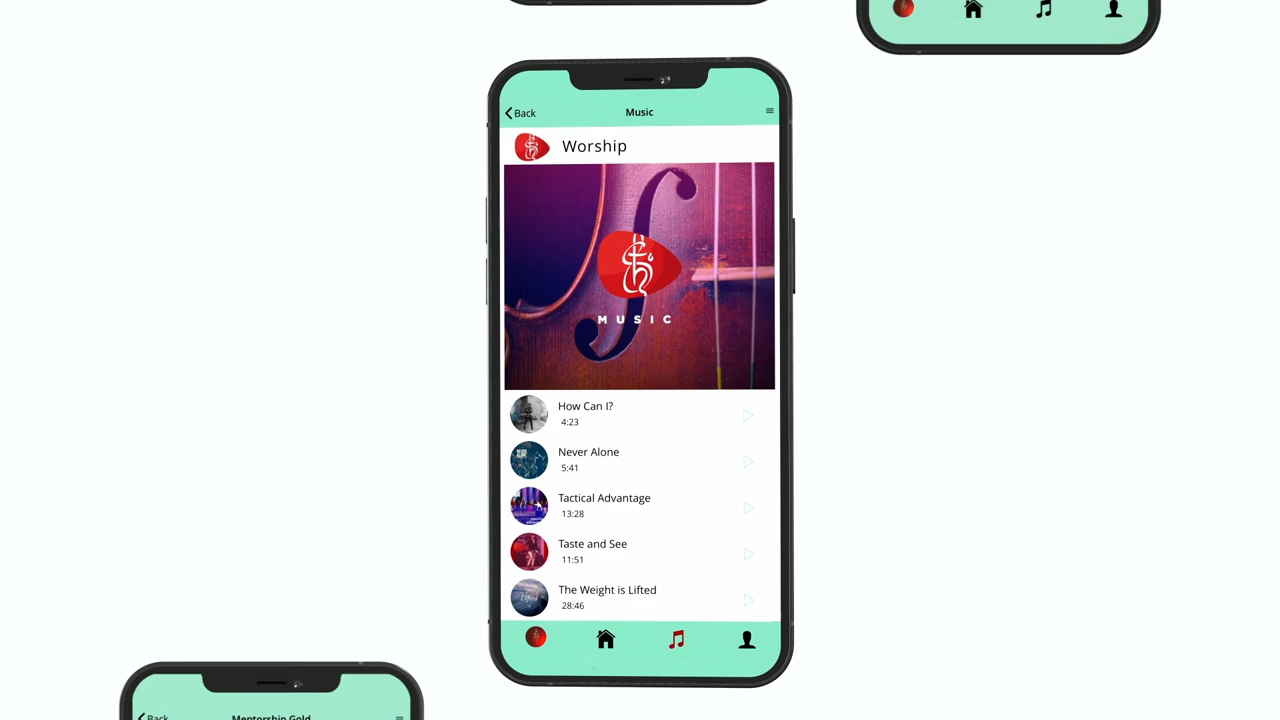 Back
Music
Worship
MUSIC
How Can I?
4:23
Never Alone
5:41
Tactical Advantage
13:28
Taste and See
11:51
The Weight is Lifted
28:46
Lifted
Back
Mentorship Gold